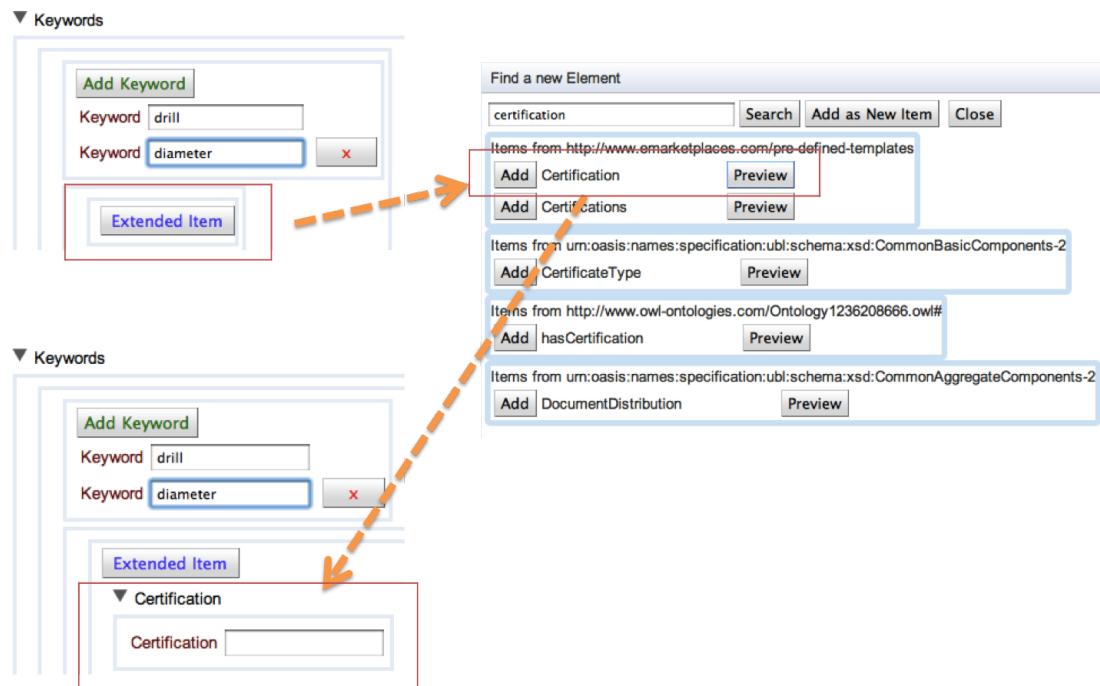 ▼ Keywords
Add Keyword
Keyword drill
Keyword diameter x
Extended Item
Find a new Element
certification Search Add as New Item Close
Items from http://www.emarketplaces.com/pre-defined-templates
Add Certification Preview
Add Certifications Preview
Items from urn:oasis:names:specification:ubl:schema:xsd:CommonBasicComponents-2
Add CertificateType Preview
Items from http://www.owl-ontologies.com/Ontology1236208666.owl#
Add hasCertification Preview
Items from urn:oasis:names:specification:ubl:schema:xsd:CommonAggregateComponents-2
Add DocumentDistribution Preview
▼ Keywords
Add Keyword
Keyword drill
Keyword diameter x
Extended Item
▼ Certification
Certification